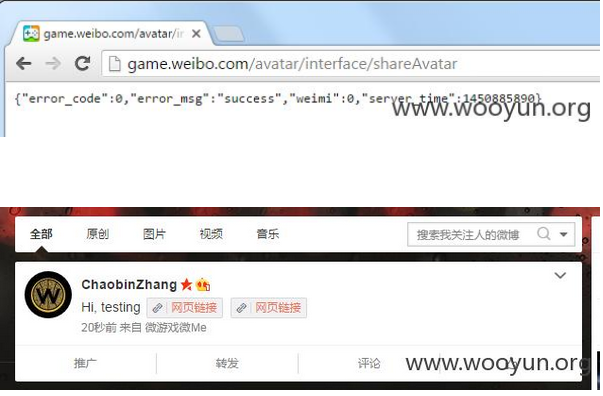 game.weibo.com/avatar/in
game.weibo.com/avatar/interface/shareAvatar
{"error_code":0,"error_msg":"success","weimi":0,"server_time":1450885890}
www.wooyun.org
全部 原创 图片 视频 音乐 搜索我关注人的微博
ChaobinZhang
Hi, testing 网页链接 网页链接
20秒前 来自 微游戏微Me
推广 转发 评论
www.wooyun.org